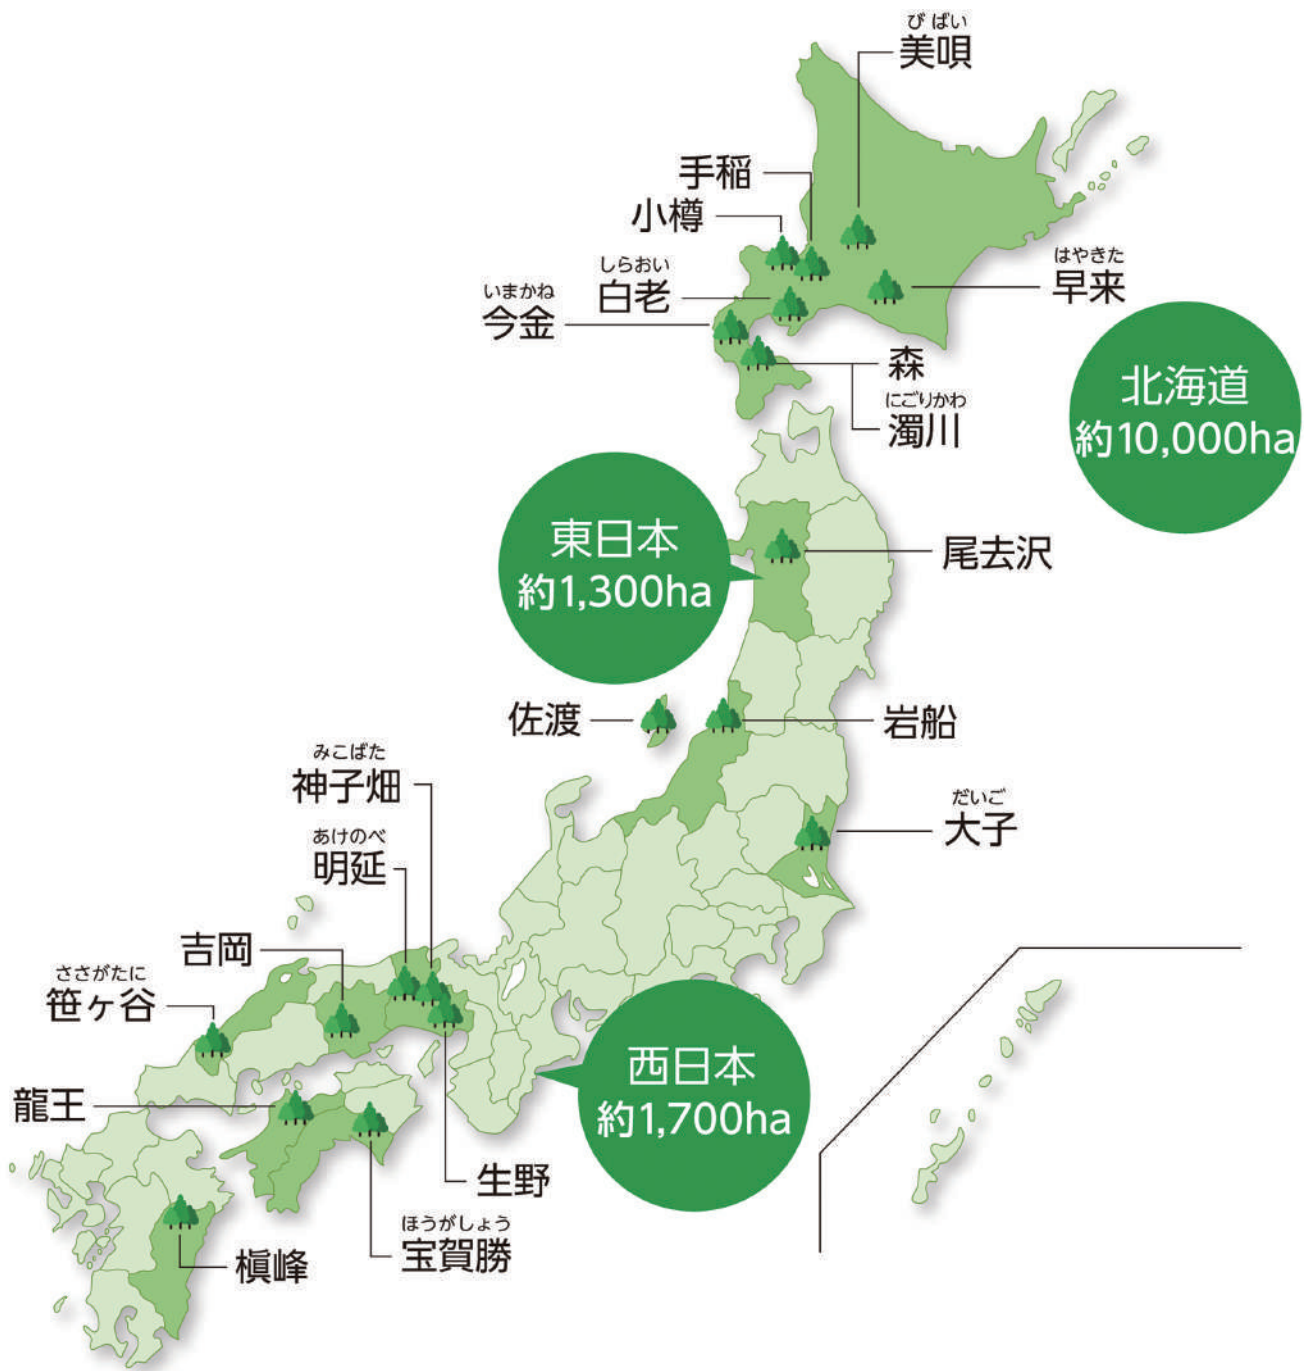 びばい
美唄
手稲
小樽
しらおい
白老
いまかね
今金
はやきた
早来
森
にごりかわ
濁川
北海道
約10,000ha
東日本
約1,300ha
尾去沢
佐渡
岩船
みこばた
神子畑
だいご
大子
あけのべ
明延
吉岡
ささがたに
笹ヶ谷
西日本
約1,700ha
龍王
生野
ほうがしょう
宝賀勝
槇峰